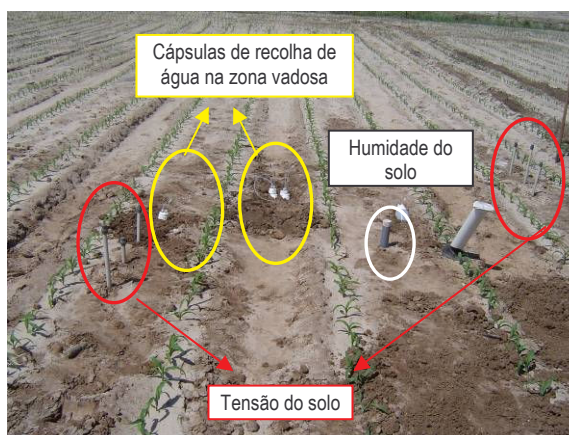 Cápsulas de recolha de
água na zona vadosa
Humidade do
solo
Tensão do solo